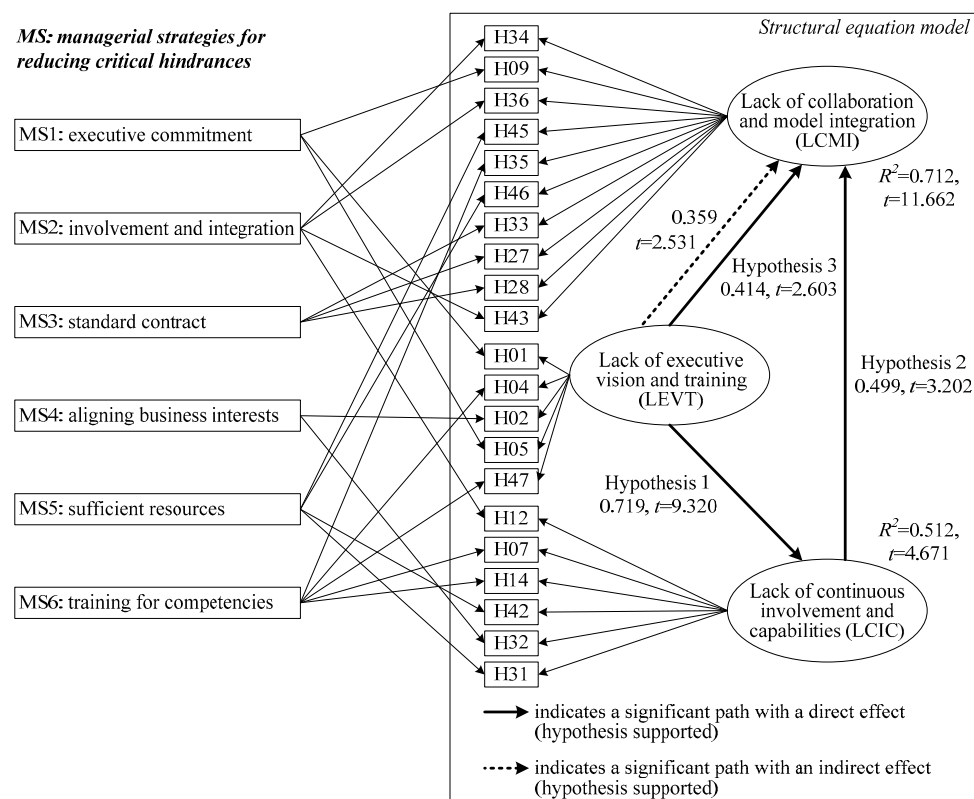 MS: managerial strategies for
reducing critical hindrances
MS1: executive commitment
MS2: involvement and integration
MS3: standard contract
MS4: aligning business interests
MS5: sufficient resources
MS6: training for competencies
Structural equation model
H34
H09
H36
H45
H35
H46
H33
H27
H28
H43
H01
H04
H02
H05
H47
H12
H07
H14
H42
H32
H31
Lack of collaboration
and model integration
(LCMI)
R²=0.712,
t=11.662
0.359
t=2.531
Hypothesis 3
0.414, t=2.603
Lack of executive
vision and training
(LEVT)
Hypothesis 2
0.499, t=3.202
Hypothesis 1
0.719, t=9.320
R²=0.512,
t=4.671
Lack of continuous
involvement and
capabilities (LCIC)
indicates a significant path with a direct effect
(hypothesis supported)
indicates a significant path with an indirect effect
(hypothesis supported)